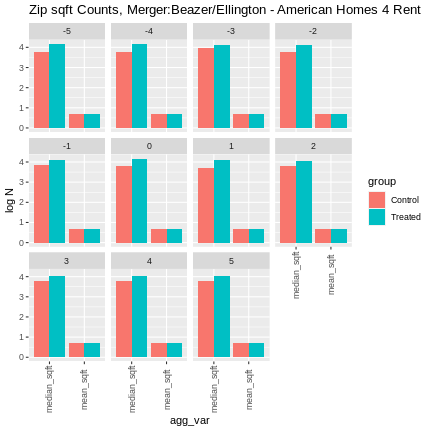 Zip sqft Counts, Merger:Beazer/Ellington - American Homes 4 Rent
-5
-4
-3
-2
4
3
2
1
0
-1
0
1
2
4
3
2
1
0
3
4
5
4
3
2
1
0
median_sqft
mean_sqft
median_sqft
mean_sqft
median_sqft
mean_sqft
median_sqft
mean_sqft
agg_var
log N
group
Control
Treated